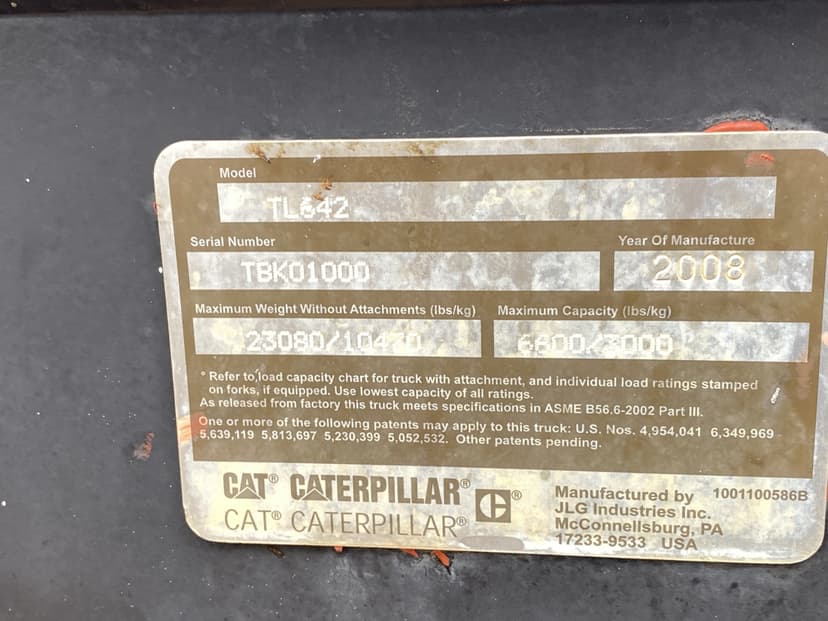 Model
TL642
Serial Number
Year Of Manufacture
TBK01000
2008
Maximum Weight Without Attachments (lbs/kg)
Maximum Capacity (lbs/kg)
23080/10470
6600/3000
° Refer to load capacity chart for truck with attachment, and individual load ratings stamped
on forks, if equipped. Use lowest capacity of all ratings.
As released from factory this truck meets specifications in ASME B56.6-2002 Part III.
One or more of the following patents may apply to this truck: U.S. Nos. 4,954,041 6,349,969
5,639,119 5,813,697 5,230,399 5,052,532. Other patents pending.
CAT® CATERPILLAR® C®
CAT® CATERPILLAR®
Manufactured by 1001100586B
JLG Industries Inc.
McConnellsburg, PA
17233-9533 USA